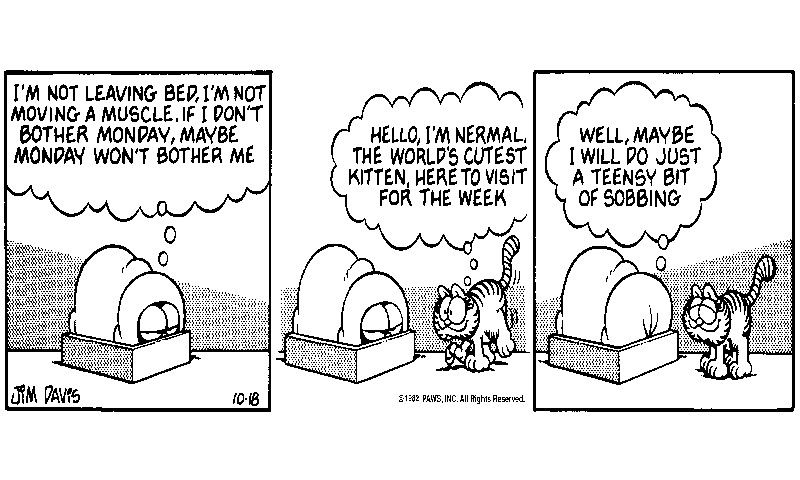 I'M NOT LEAVING BED, I'M NOT
MOVING A MUSCLE. IF I DON'T
BOTHER MONDAY, MAYBE
MONDAY WON'T BOTHER ME
JIM DAVIS
10-18
HELLO, I'M NERMAL,
THE WORLD'S CUTEST
KITTEN, HERE TO VISIT
FOR THE WEEK
©1982 PAWS, INC. All Rights Reserved.
WELL, MAYBE
I WILL DO JUST
A TEENSY BIT
OF SOBBING